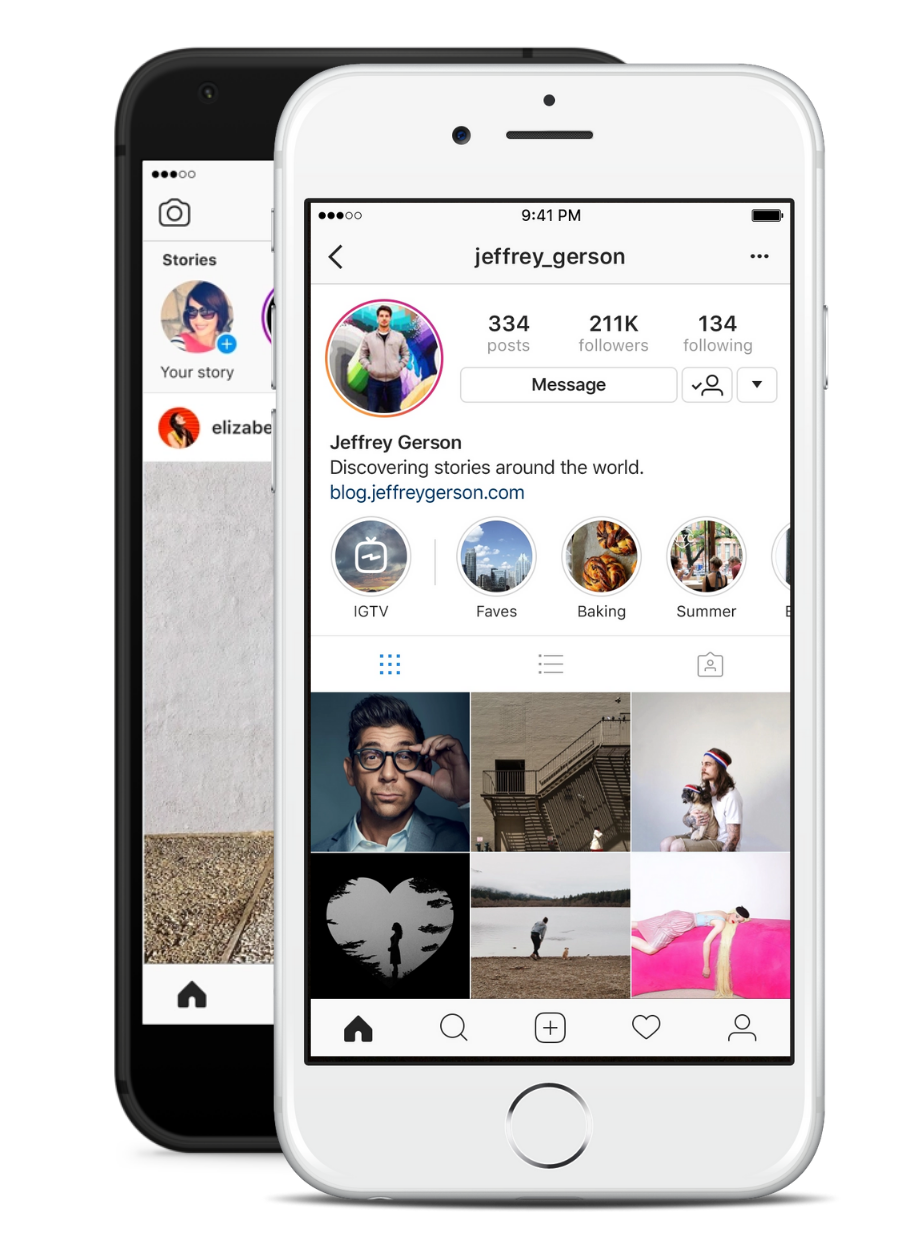 Stories
Your story
elizabe
9:41 PM
jeffrey_gerson
334 211K 134
posts followers following
Message
Jeffrey Gerson
Discovering stories around the world.
blog.jeffreygerson.com
IGTV Faves Baking Summer